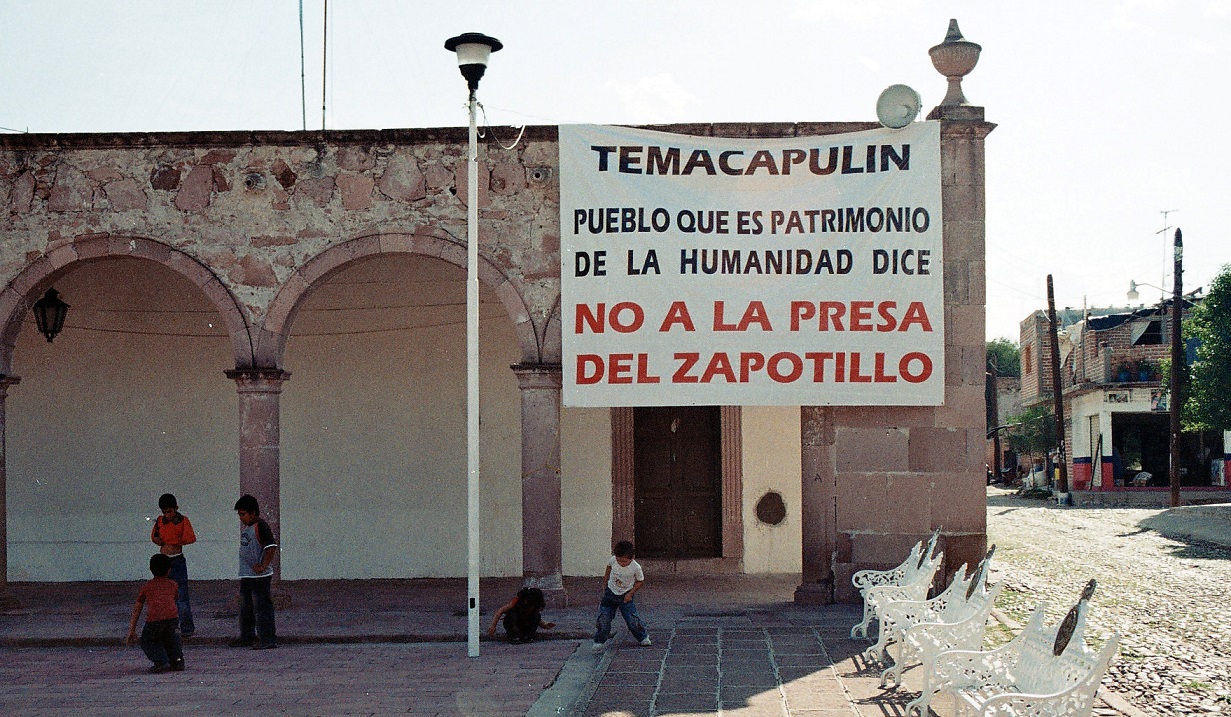 TEMACAPULIN
PUEBLO QUE ES PATRIMONIO
DE LA HUMANIDAD DICE
NO A LA PRESA
DEL ZAPOTILLO